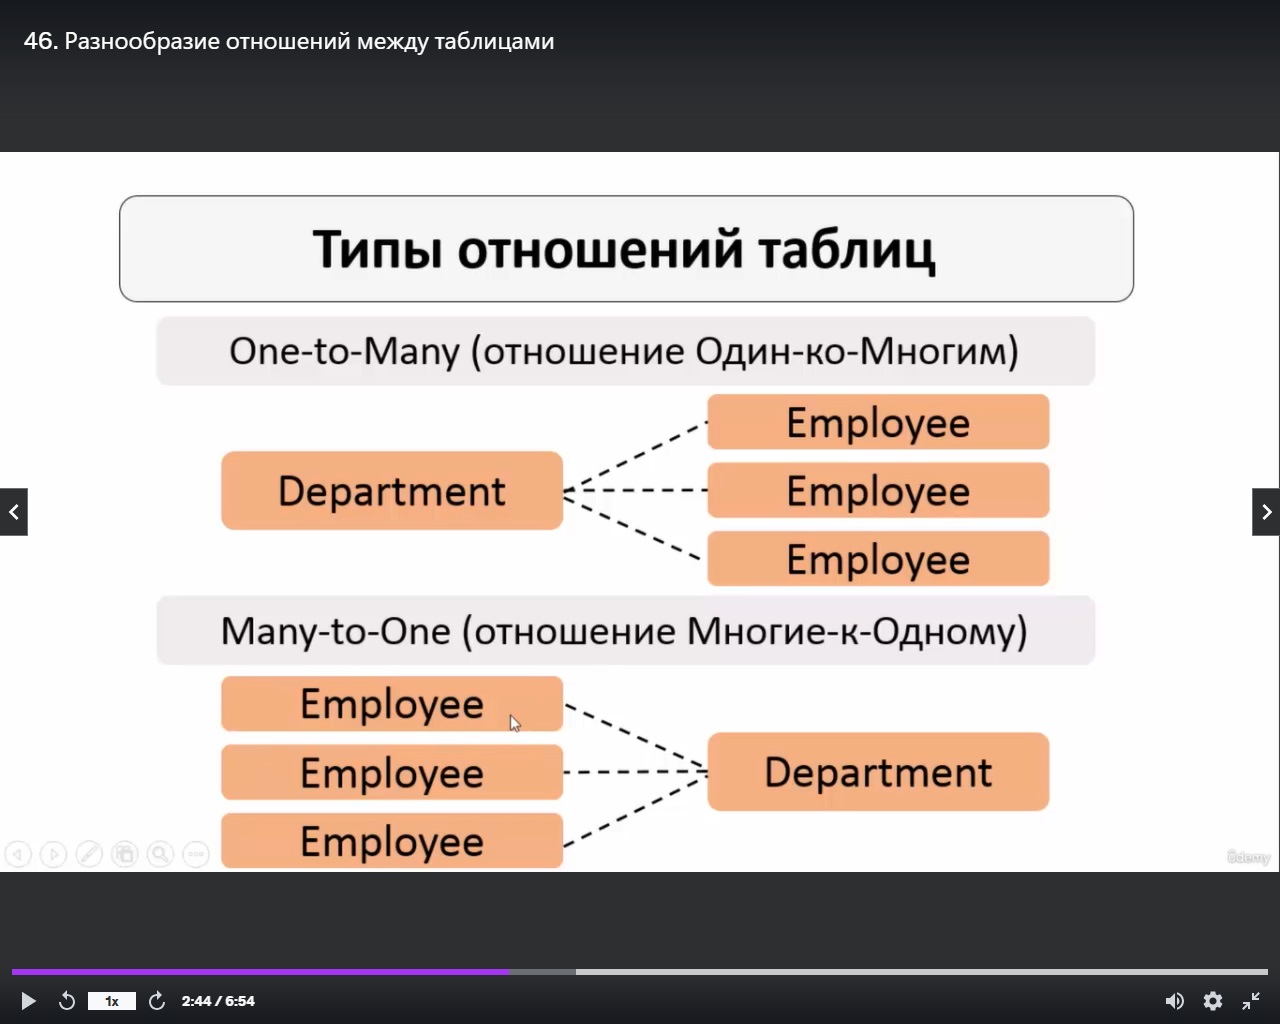 46. Разнообразие отношений между таблицами
Типы отношений таблиц
One-to-Many (отношение Один-ко-Многим)
Department
Employee
Employee
Employee
Many-to-One (отношение Многие-к-Одному)
Employee
Employee
Employee
Department
ûdemy
1x
2:44 / 6:54